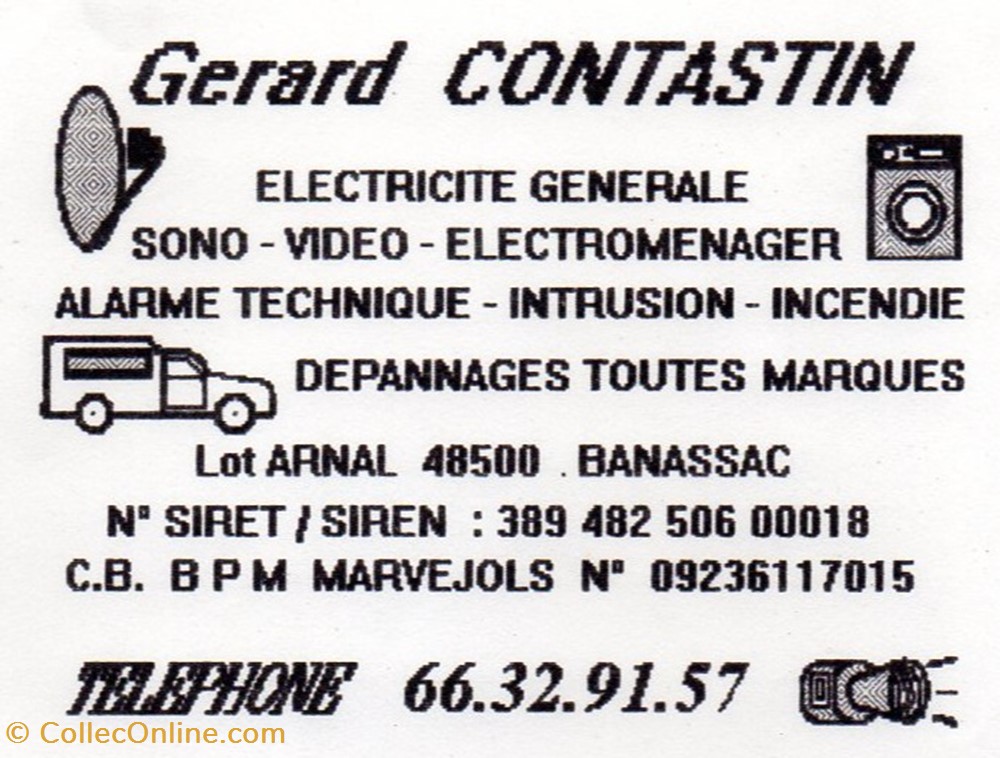 Gerard CONTASTIN
ELECTRICITE GENERALE
SONO - VIDEO - ELECTROMENAGER
ALARME TECHNIQUE - INTRUSION - INCENDIE
DEPANNAGES TOUTES MARQUES
Lot ARNAL 48500 . BANASSAC
N° SIRET / SIREN : 389 482 506 00018
C.B. B P M MARVEJOLS N° 09236117015
TELEPHONE 66.32.91.57
© CollecOnline.com